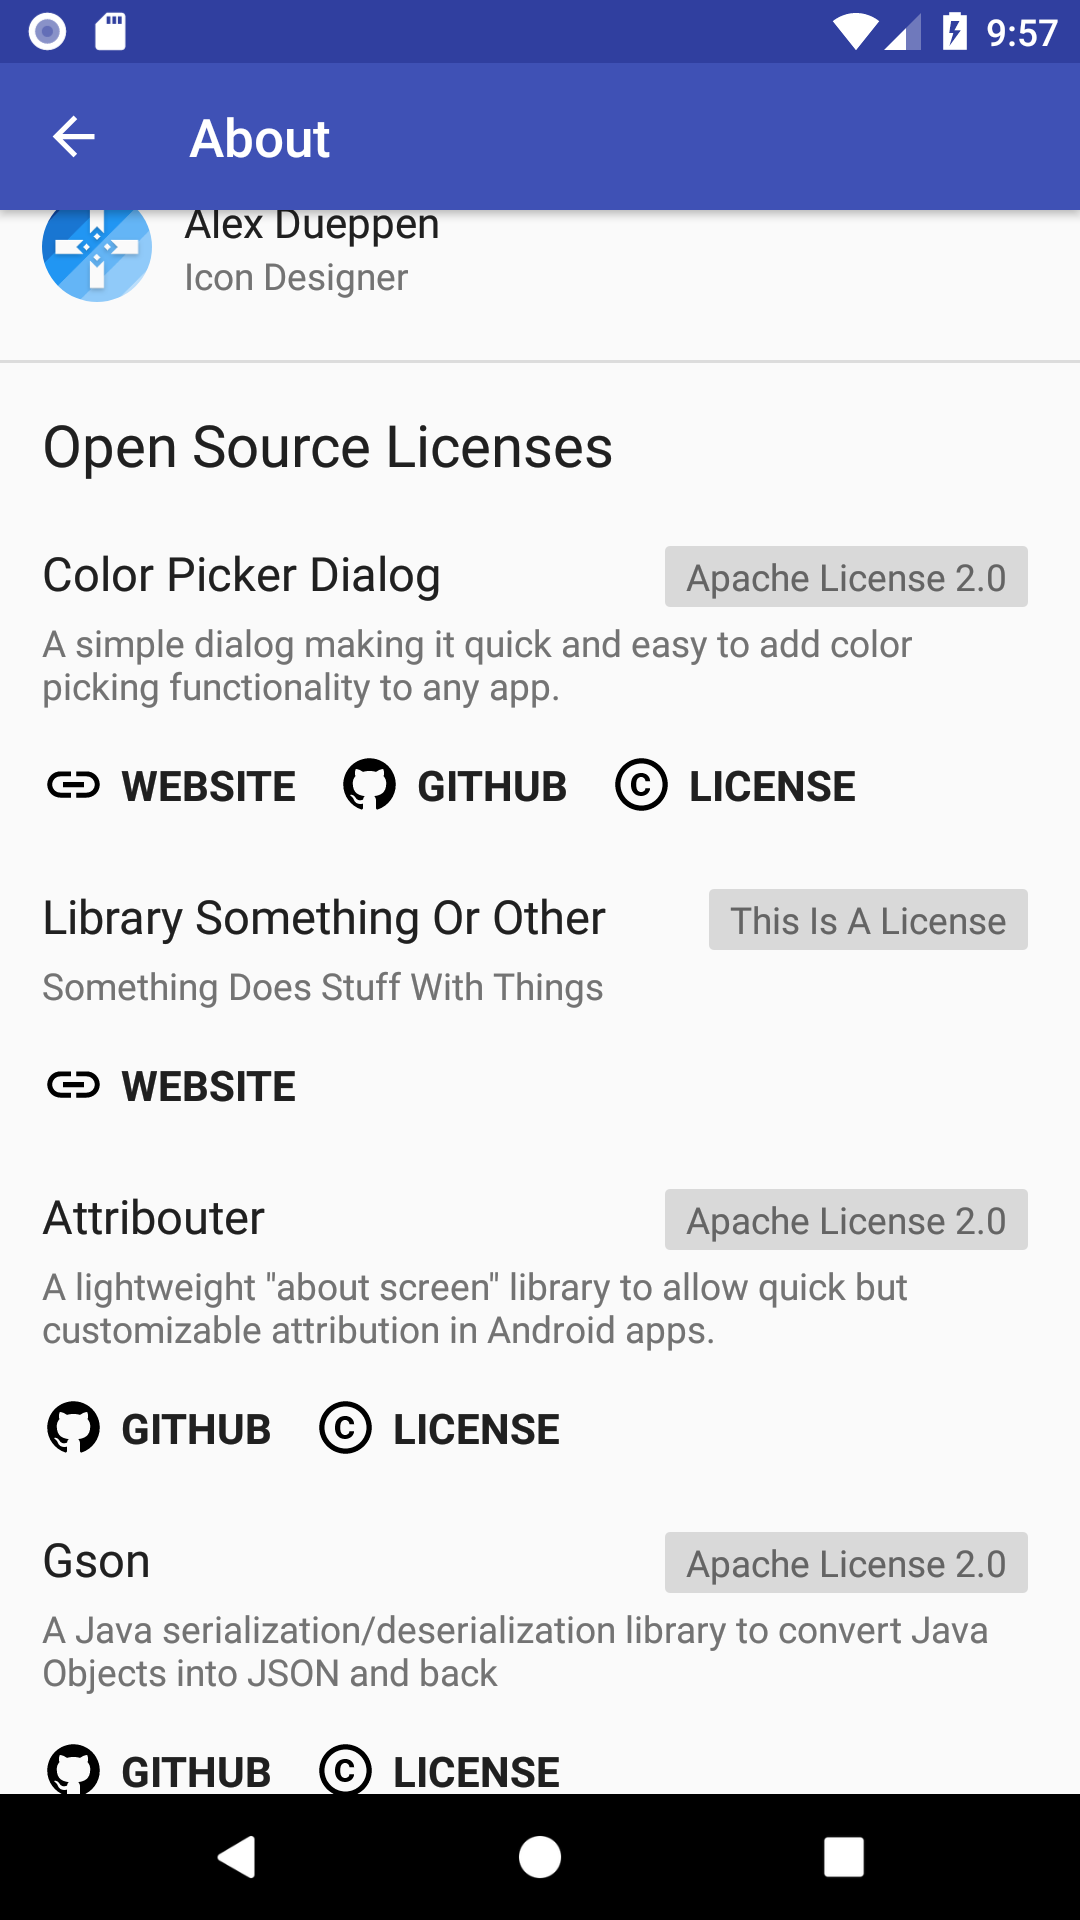 9:57
About
Alex Dueppen
Icon Designer
Open Source Licenses
Color Picker Dialog
Apache License 2.0
A simple dialog making it quick and easy to add color
picking functionality to any app.
WEBSITE GITHUB LICENSE
Library Something Or Other
This Is A License
Something Does Stuff With Things
WEBSITE
Attribouter
Apache License 2.0
A lightweight "about screen" library to allow quick but
customizable attribution in Android apps.
GITHUB LICENSE
Gson
Apache License 2.0
A Java serialization/deserialization library to convert Java
Objects into JSON and back
GITHUB LICENSE